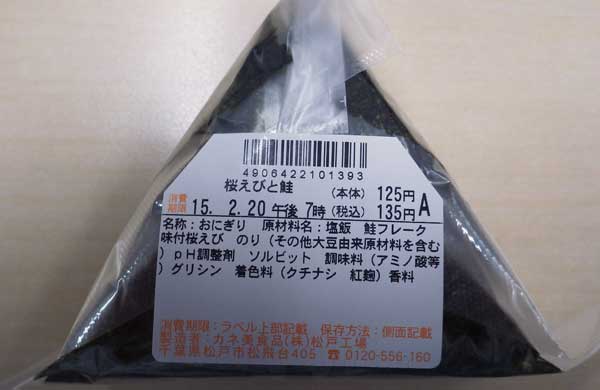 4906422101393
桜えびと鮭 (本体) 125円
消費期限 15. 2.20 午後 7時 (税込) 135円 A
名称:おにぎり 原材料名:塩飯 鮭フレーク
味付桜えび のり (その他大豆由来原材料を含む
) pH調整剤 ソルビット 調味料 (アミノ酸等
) グリシン 着色料 (クチナシ 紅麹) 香料
消費期限:ラベル上部記載 保存方法:側面記載
製造者:カネ美食品(株)松戸工場
千葉県松戸市松飛台405 ☎ 0120-556-160